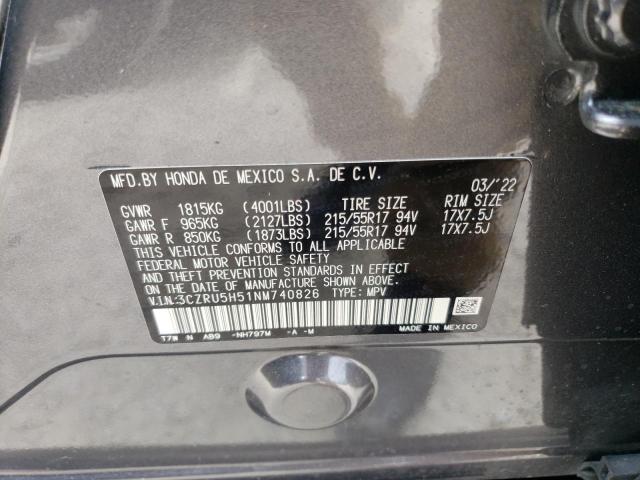 MFD.BY HONDA DE MEXICO S.A. DE C.V. 03/'22
GVWR 1815KG (4001LBS) TIRE SIZE RIM SIZE
GAWR F 965KG (2127LBS) 215/55R17 94V 17X7.5J
GAWR R 850KG (1873LBS) 215/55R17 94V 17X7.5J
THIS VEHICLE CONFORMS TO ALL APPLICABLE
FEDERAL MOTOR VEHICLE SAFETY
AND THEFT PREVENTION STANDARDS IN EFFECT
ON THE DATE OF MANUFACTURE SHOWN ABOVE.
V.I.N.:3CZRU5H51NM740826 TYPE: MPV
T7W N AB9 -NH797M -A -M MADE IN MEXICO